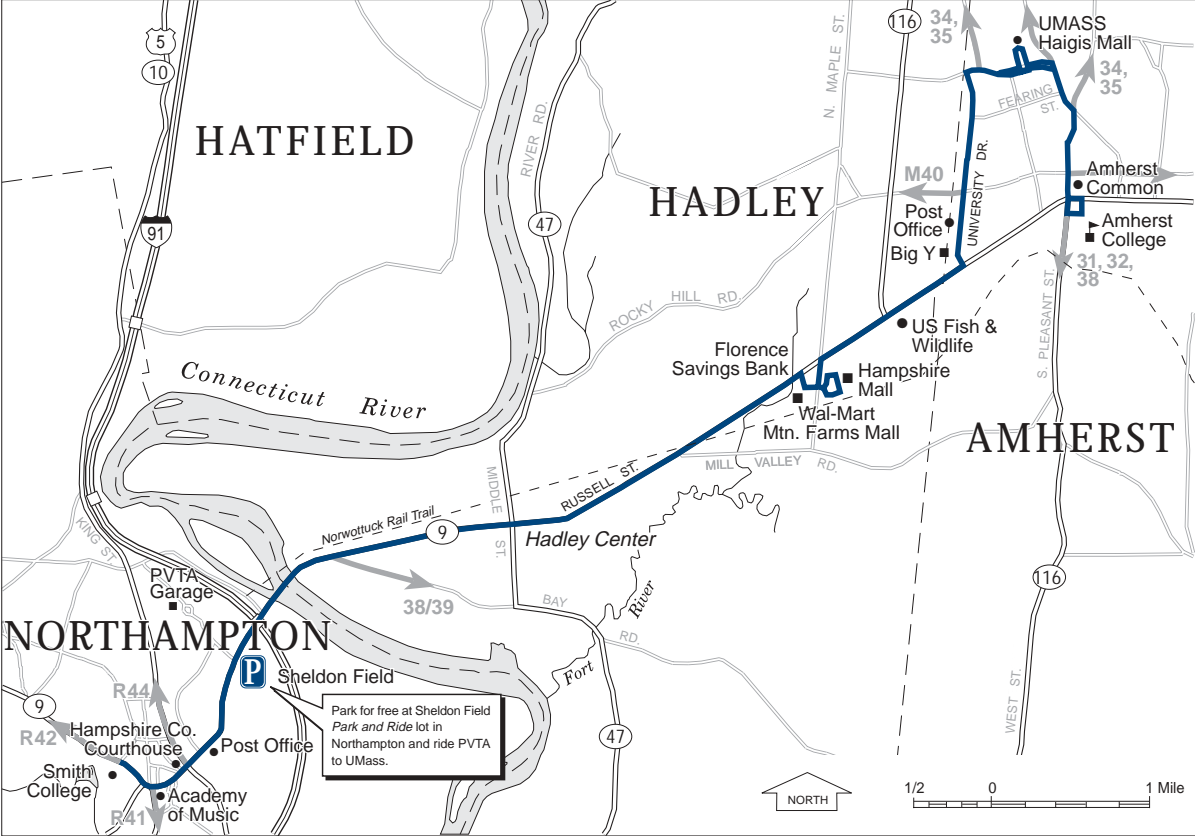 5
10
HATFIELD
91
RIVER RD.
47
N. MAPLE ST.
116
34,
35
UMASS
Haigis Mall
34,
35
FEARING
ST.
HADLEY
M40
UNIVERSITY DR.
Amherst
Common
Post
Office
Big Y
Amherst
College
31, 32,
38
S. PLEASANT ST.
ROCKY HILL RD.
US Fish &
Wildlife
Florence
Savings Bank
Hampshire
Mall
Wal-Mart
Mtn. Farms Mall
Connecticut River
AMHERST
MILL VALLEY RD.
MIDDLE ST.
RUSSELL ST.
Norwottuck Rail Trail
9
Hadley Center
KING ST.
PVTA
Garage
38/39
BAY
RD.
Fort River
116
NORTHAMPTON
P
Sheldon Field
Park for free at Sheldon Field
Park and Ride lot in
Northampton and ride PVTA
to UMass.
R44
9
R42
Hampshire Co.
Courthouse
Post Office
Smith
College
Academy
of Music
R41
47
WEST ST.
NORTH
1/2 0 1 Mile